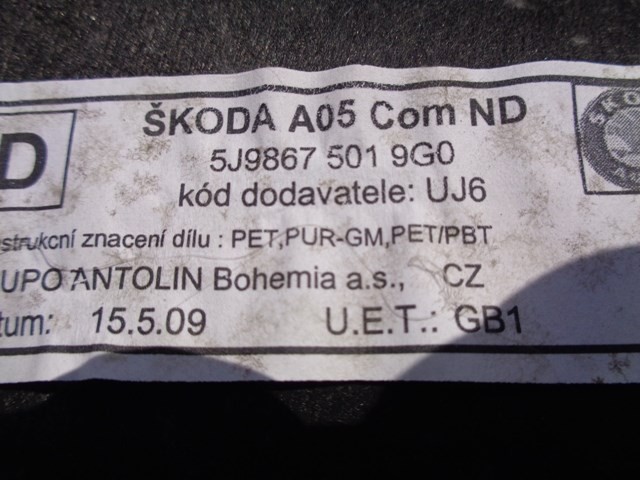 ŠKODA A05 Com ND
D
5J9867 501 9G0
kód dodavatele: UJ6
strukcní znacení dílu : PET,PUR-GM,PET/PBT
UPO ANTOLIN Bohemia a.s., CZ
tum: 15.5.09 U.E.T.: GB1